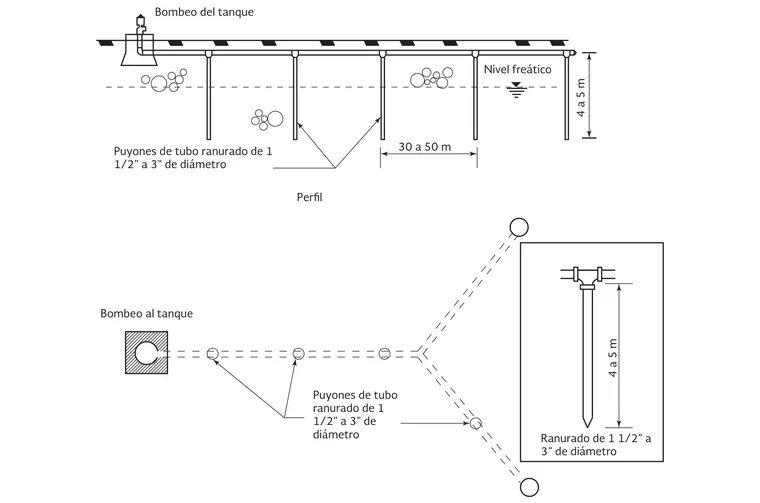 Bombeo del tanque
Nivel freático
4 a 5 m
Puyones de tubo ranurado de 1
1/2" a 3" de diámetro
30 a 50 m
Perfil
Bombeo al tanque
Puyones de tubo
ranurado de 1
1/2" a 3" de
diámetro
4 a 5 m
Ranurado de 1 1/2" a
3" de diámetro